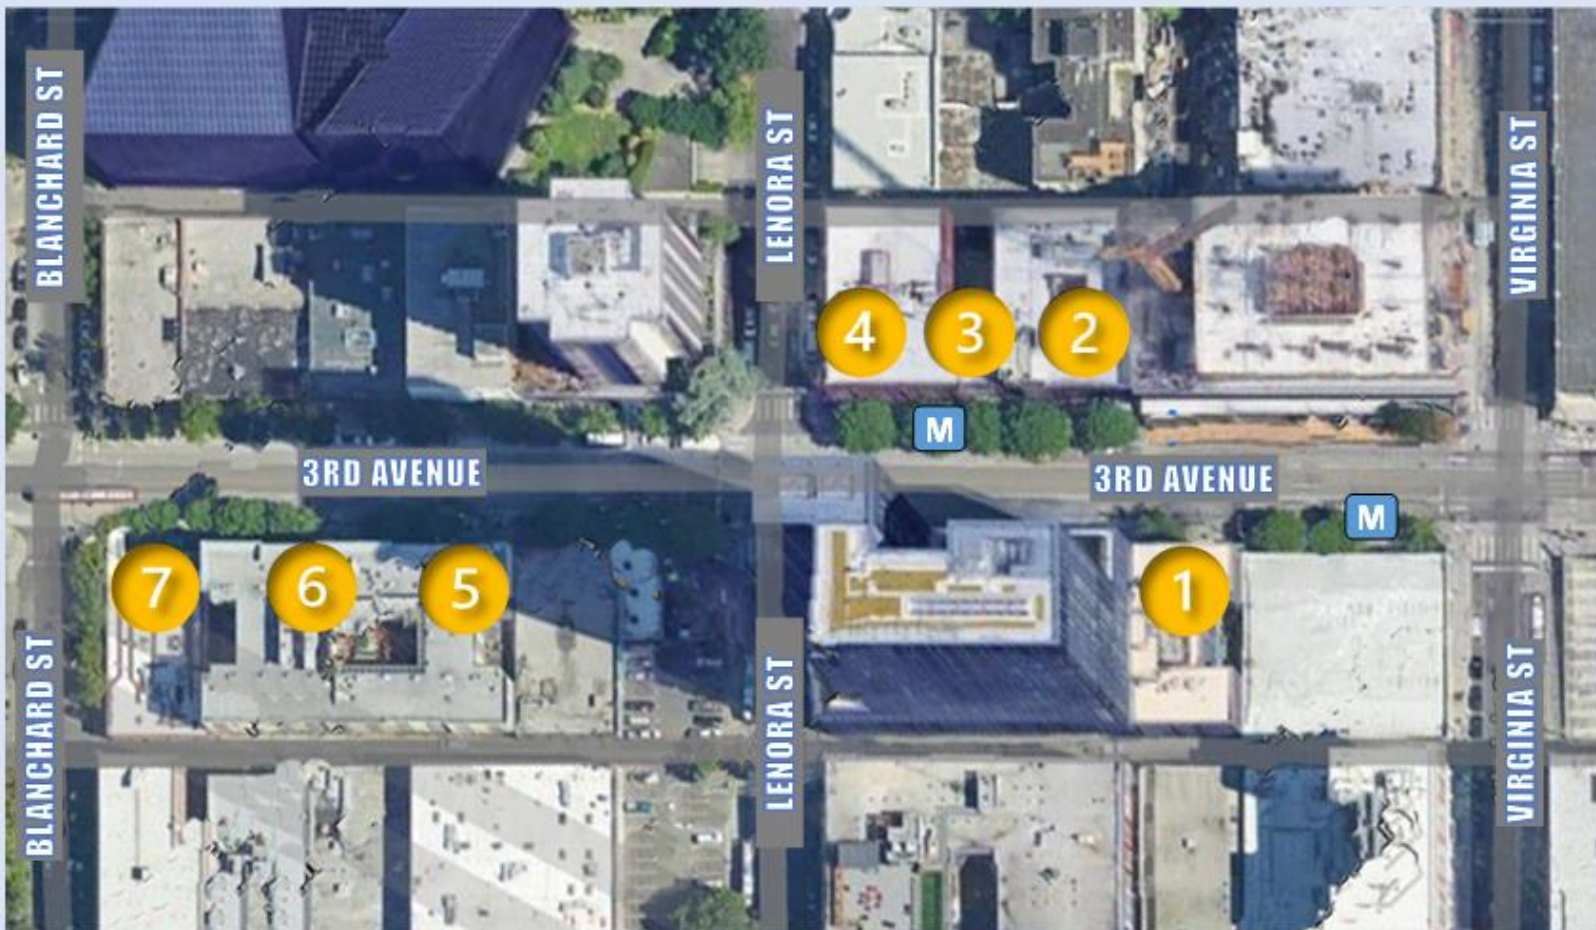 BLANCHARD ST
LENORA ST
VIRGINIA ST
4
3
2
M
3RD AVENUE
3RD AVENUE
M
7
6
5
1
BLANCHARD ST
LENORA ST
VIRGINIA ST